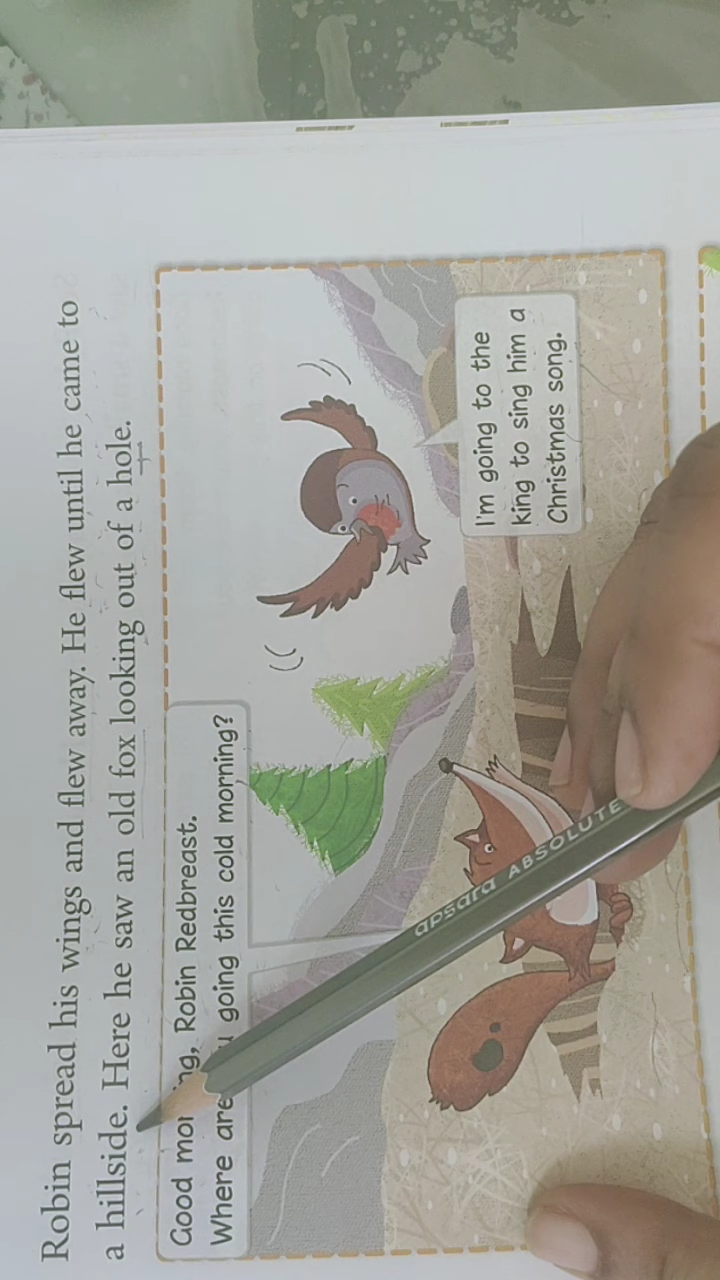 Robin spread his wings and flew away. He flew until he came to
a hillside. Here he saw an old fox looking out of a hole.
Good morning, Robin Redbreast.
Where are you going this cold morning?
I'm going to the
king to sing him a
Christmas song.
apsara ABSOLUTE